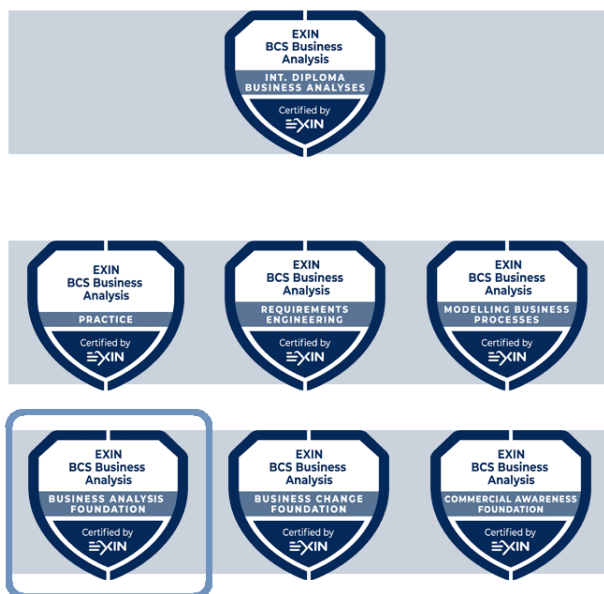 EXIN
BCS Business
Analysis
INT. DIPLOMA
BUSINESS ANALYSES
Certified by
EXIN
EXIN
BCS Business
Analysis
PRACTICE
Certified by
EXIN
EXIN
BCS Business
Analysis
REQUIREMENTS
ENGINEERING
Certified by
EXIN
EXIN
BCS Business
Analysis
MODELLING BUSINESS
PROCESSES
Certified by
EXIN
EXIN
BCS Business
Analysis
BUSINESS ANALYSIS
FOUNDATION
Certified by
EXIN
EXIN
BCS Business
Analysis
BUSINESS CHANGE
FOUNDATION
Certified by
EXIN
EXIN
BCS Business
Analysis
COMMERCIAL AWARENESS
FOUNDATION
Certified by
EXIN